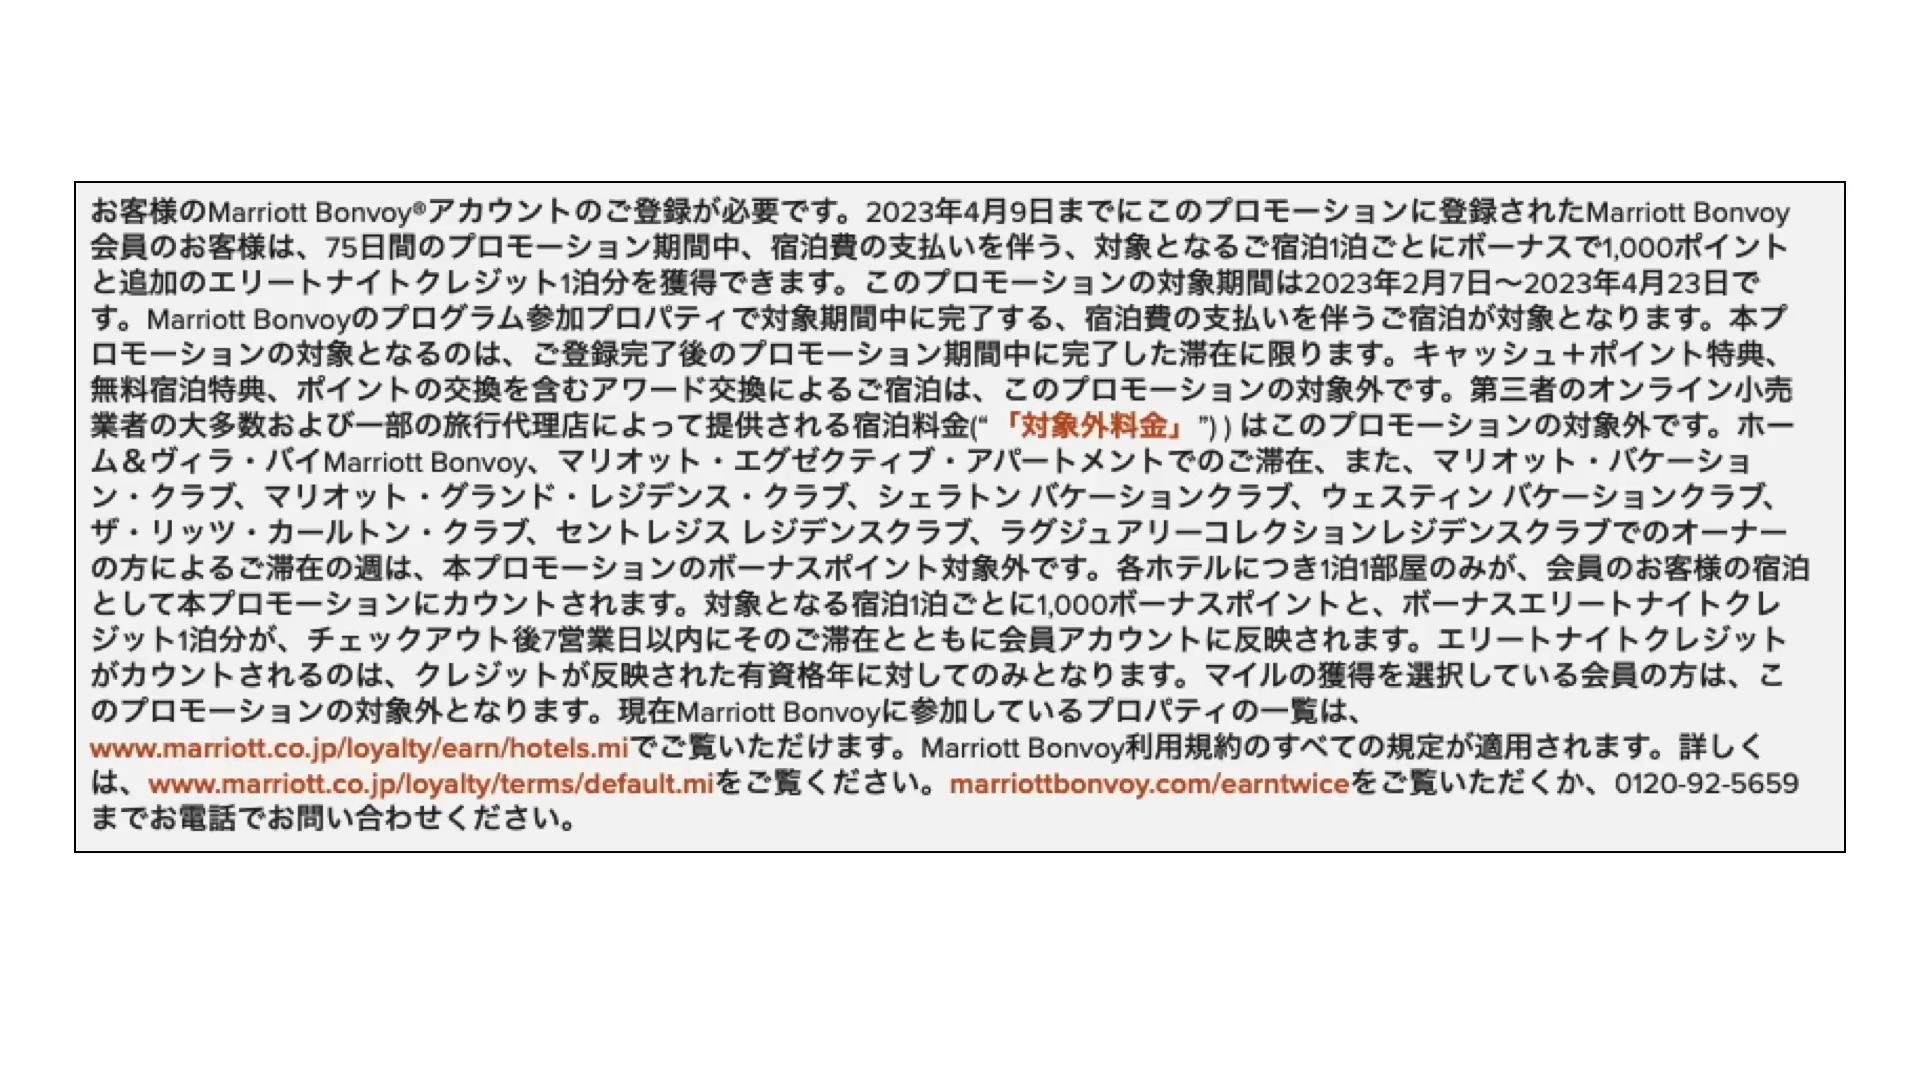 お客様のMarriott Bonvoy®アカウントのご登録が必要です。2023年4月9日までにこのプロモーションに登録されたMarriott Bonvoy
会員のお客様は、75日間のプロモーション期間中、宿泊費の支払いを伴う、対象となるご宿泊1泊ごとにボーナスで1,000ポイント
と追加のエリートナイトクレジット1泊分を獲得できます。このプロモーションの対象期間は2023年2月7日～2023年4月23日で
す。Marriott Bonvoyのプログラム参加プロパティで対象期間中に完了する、宿泊費の支払いを伴うご宿泊が対象となります。本プ
ロモーションの対象となるのは、ご登録完了後のプロモーション期間中に完了した滞在に限ります。キャッシュ＋ポイント特典、
無料宿泊特典、ポイントの交換を含むアワード交換によるご宿泊は、このプロモーションの対象外です。第三者のオンライン小売
業者の大多数および一部の旅行代理店によって提供される宿泊料金(“ 「対象外料金」 ”) ) はこのプロモーションの対象外です。ホー
ム＆ヴィラ・バイMarriott Bonvoy、マリオット・エグゼクティブ・アパートメントでのご滞在、また、マリオット・バケーショ
ン・クラブ、マリオット・グランド・レジデンス・クラブ、シェラトン バケーションクラブ、ウェスティン バケーションクラブ、
ザ・リッツ・カールトン・クラブ、セントレジス レジデンスクラブ、ラグジュアリーコレクションレジデンスクラブでのオーナー
の方によるご滞在の週は、本プロモーションのボーナスポイント対象外です。各ホテルにつき1泊1部屋のみが、会員のお客様の宿泊
として本プロモーションにカウントされます。対象となる宿泊1泊ごとに1,000ボーナスポイントと、ボーナスエリートナイトクレ
ジット1泊分が、チェックアウト後7営業日以内にそのご滞在とともに会員アカウントに反映されます。エリートナイトクレジット
がカウントされるのは、クレジットが反映された有資格年に対してのみとなります。マイルの獲得を選択している会員の方は、こ
のプロモーションの対象外となります。現在Marriott Bonvoyに参加しているプロパティの一覧は、
www.marriott.co.jp/loyalty/earn/hotels.miでご覧いただけます。Marriott Bonvoy利用規約のすべての規定が適用されます。詳しく
は、www.marriott.co.jp/loyalty/terms/default.miをご覧ください。marriottbonvoy.com/earntwiceをご覧いただくか、0120-92-5659
までお電話でお問い合わせください。